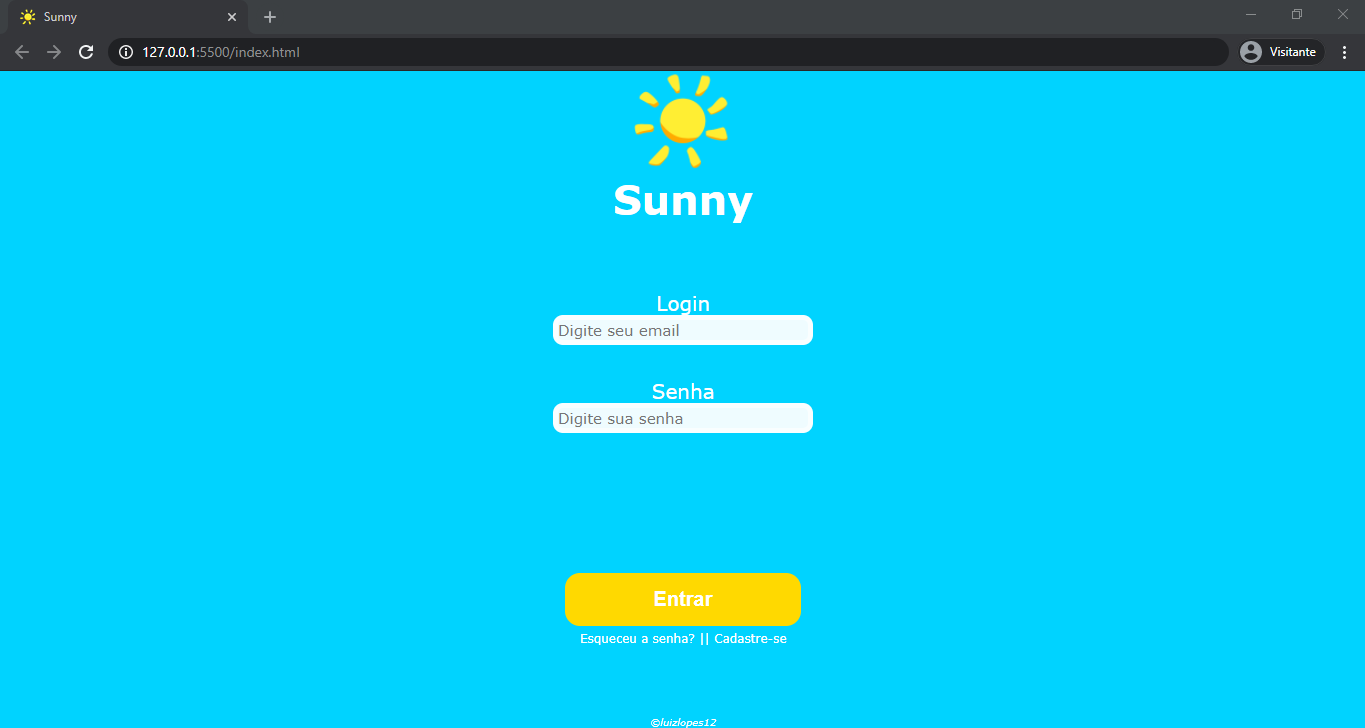 Sunny
127.0.0.1:5500/index.html
Visitante
Sunny
Login
Digite seu email
Senha
Digite sua senha
Entrar
Esqueceu a senha? || Cadastre-se
©luizlopes12